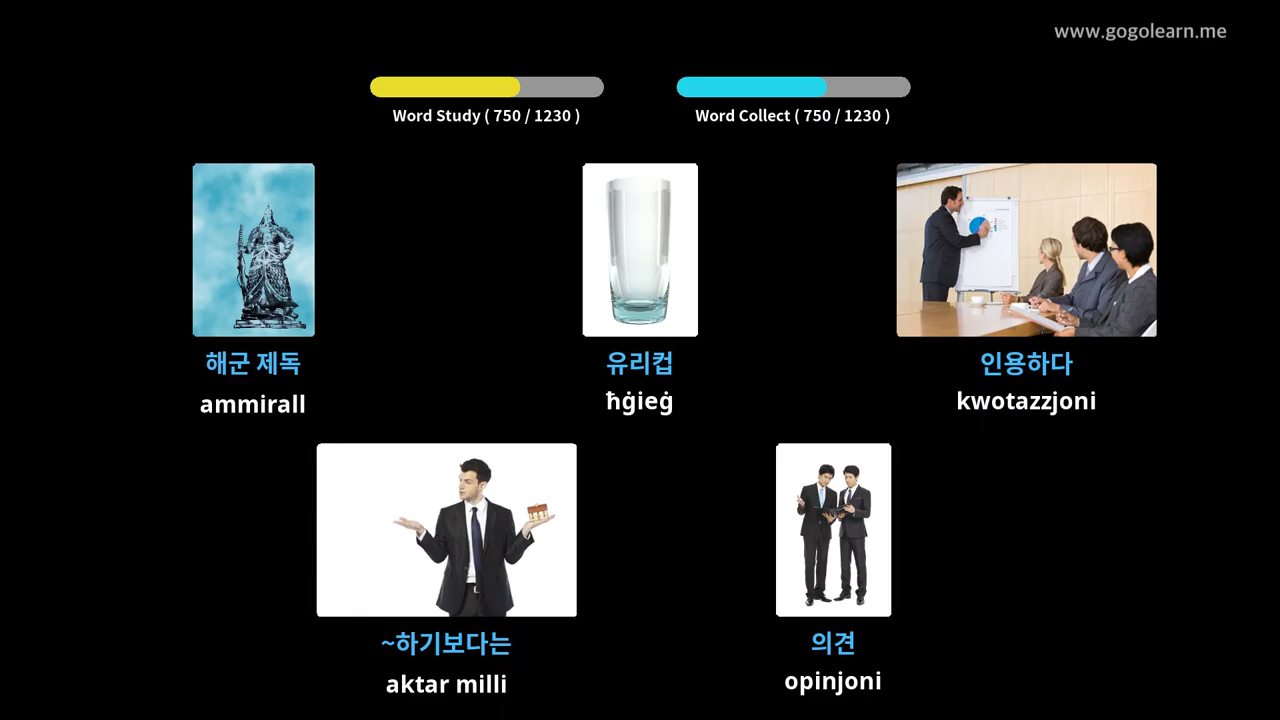 www.gogolearn.me
Word Study ( 750 / 1230 )
Word Collect ( 750 / 1230 )
해군 제독
ammirall
유리컵
ħġieġ
인용하다
kwotazzjoni
~하기보다는
aktar milli
의견
opinjoni